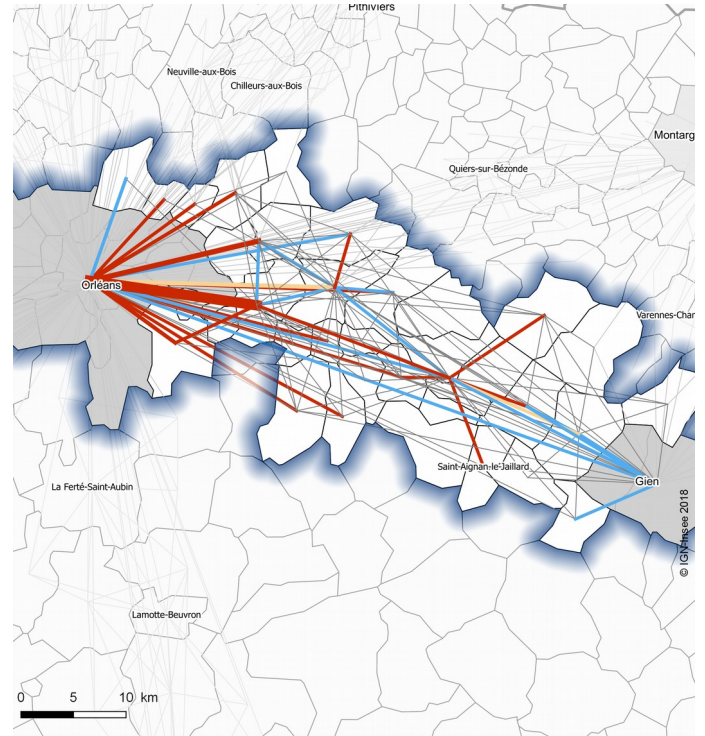 Pithiviers
Neuville-aux-Bois
Chilleurs-aux-Bois
Montarg
Quiers-sur-Bézonde
Orléans
Varennes-Char
Saint-Aignan-le-Jaillard
Gien
La Ferté-Saint-Aubin
© IGN-Insee 2018
Lamotte-Beuvron
0 5 10 km